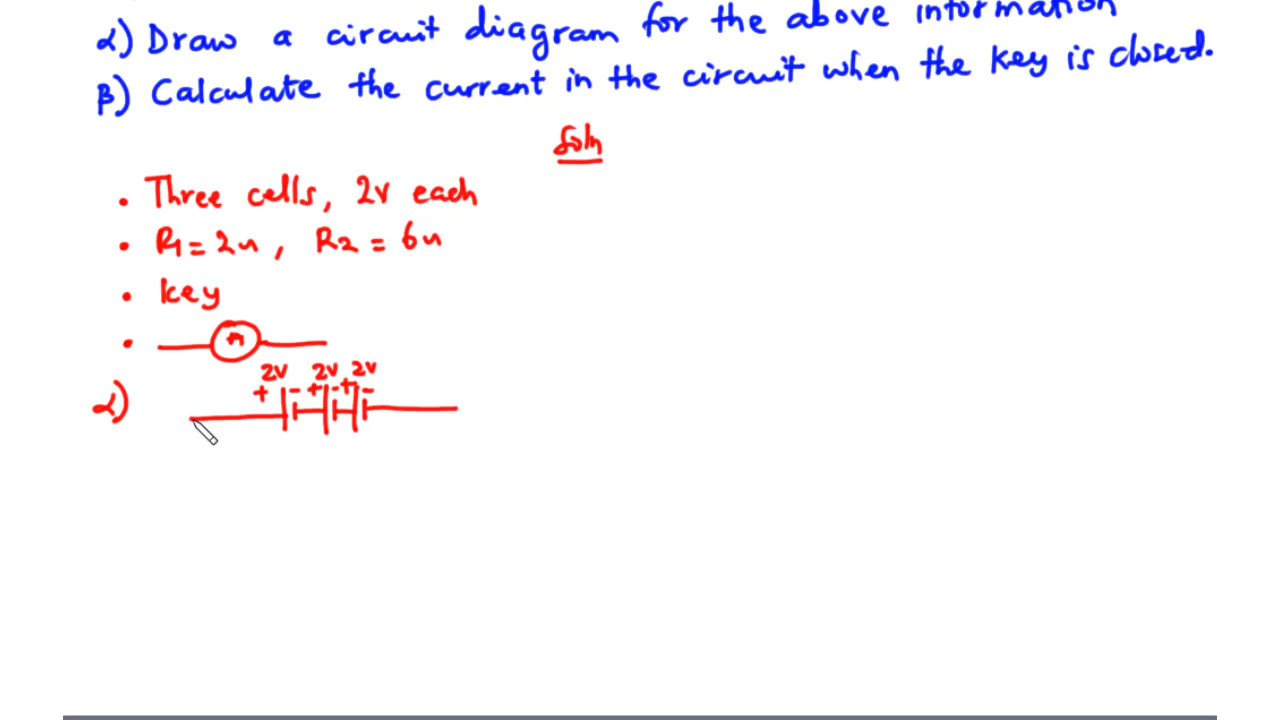 α) Draw a circuit diagram for the above information
β) Calculate the current in the circuit when the key is closed.
Soln
• Three cells, 2V each
• R1 = 2Ω, R2 = 6Ω
• key
• A
2V 2V 2V
+ - + - + -
α)